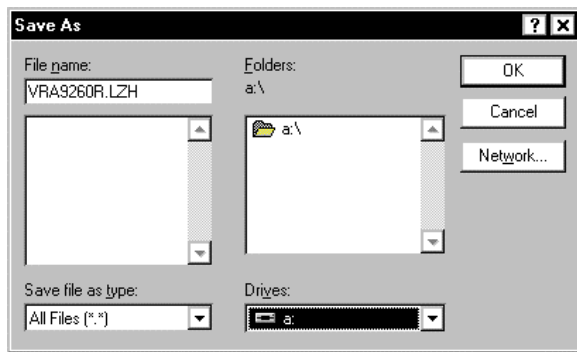 Save As
File name:
VRA9260R.LZH
Folders:
a:\
a:\
OK
Cancel
Network...
Save file as type:
All Files (*.*)
Drives:
a: